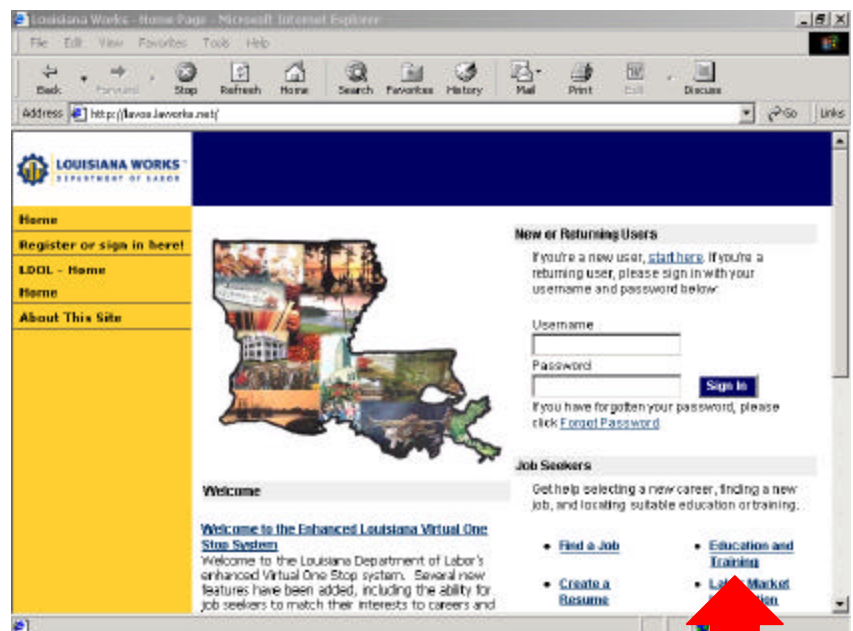 Louisiana Works - Home Page - Microsoft Internet Explorer
File Edit View Favorites Tools Help
Back Forward Stop Refresh Home Search Favorites History Mail Print Edit Discuss
Address http://lavos.laworks.net/ Go Links
LOUISIANA WORKS
DEPARTMENT OF LABOR
Home
Register or sign in here!
LDOL - Home
Home
About This Site
New or Returning Users
If you're a new user, start here. If you're a
returning user, please sign in with your
username and password below:
Username
Password
Sign In
If you have forgotten your password, please
click Forgot Password
Job Seekers
Get help selecting a new career, finding a new
job, and locating suitable education or training.
• Find a Job
• Education and
Training
• Create a
Resume
• Labor Market
Welcome
Welcome to the Enhanced Louisiana Virtual One
Stop System
Welcome to the Louisiana Department of Labor's
enhanced Virtual One Stop system. Several new
features have been added, including the ability for
job seekers to match their interests to careers and